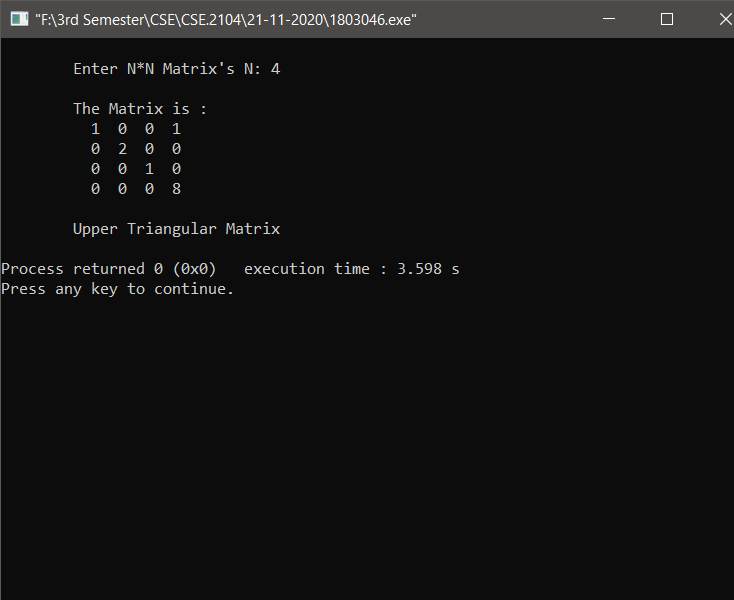 "F:\3rd Semester\CSE\CSE.2104\21-11-2020\1803046.exe"
Enter N*N Matrix's N: 4
The Matrix is :
1 0 0 1
0 2 0 0
0 0 1 0
0 0 0 8
Upper Triangular Matrix
Process returned 0 (0x0)   execution time : 3.598 s
Press any key to continue.